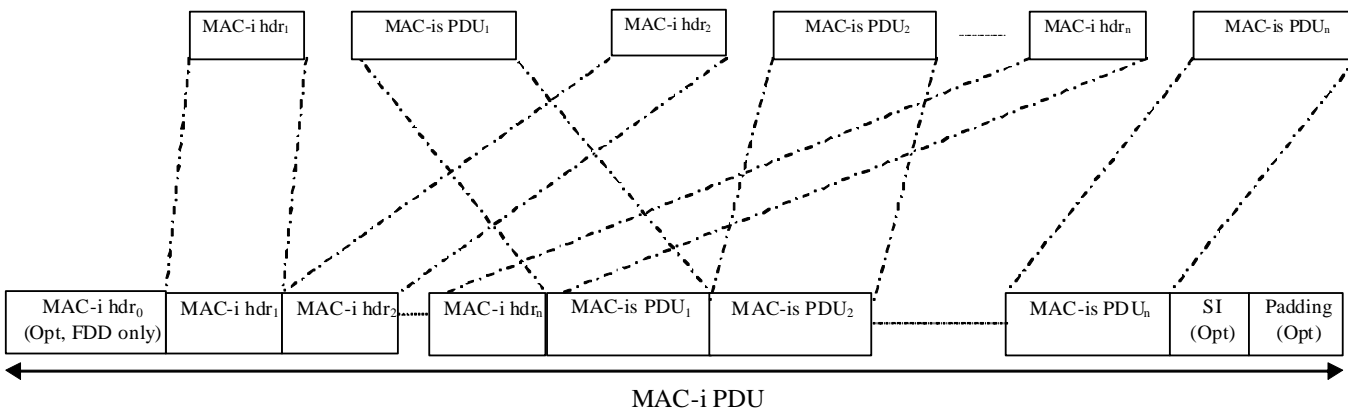 MAC-i hdr₁ MAC-is PDU₁ MAC-i hdr₂ MAC-is PDU₂ MAC-i hdrₙ MAC-is PDUₙ
MAC-i hdr₀ MAC-i hdr₁ MAC-i hdr₂ MAC-i hdrₙ MAC-is PDU₁ MAC-is PDU₂ MAC-is PDUₙ SI Padding
(Opt, FDD only) (Opt) (Opt)
MAC-i PDU